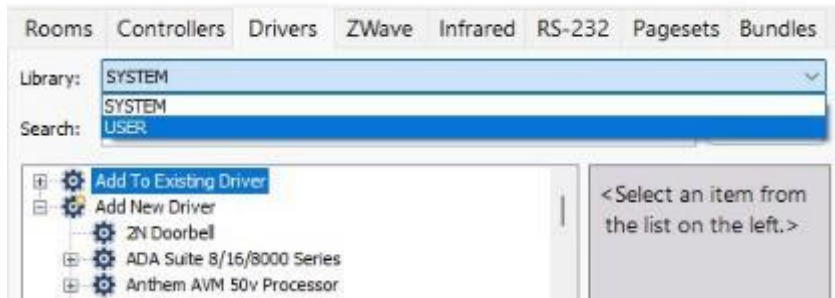 Rooms Controllers Drivers ZWave Infrared RS-232 Pagesets Bundles
Library: SYSTEM
SYSTEM
Search: USER
Add To Existing Driver
Add New Driver
2N Doorbell
ADA Suite 8/16/8000 Series
Anthem AVM 50v Processor
<Select an item from
the list on the left.>